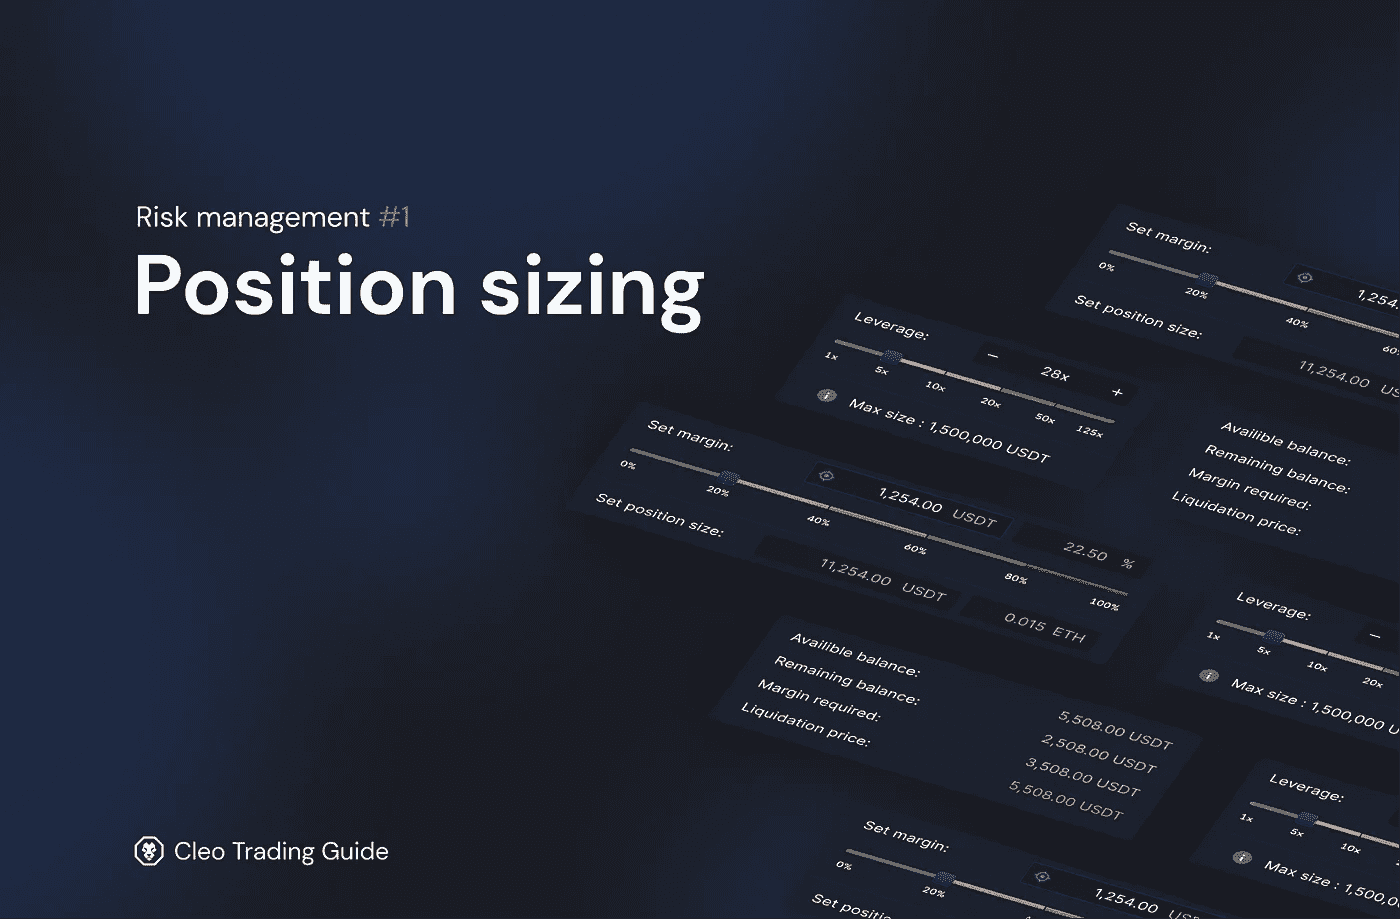 Risk management #1
Position sizing
Set margin:
0%
20%
40%
60
1,254.
Set position size:
11,254.00 US
Leverage:
− 28x +
1x
5x
10x
20x
50x
125x
Max size : 1,500,000 USDT
Set margin:
0%
20%
40%
60%
80%
100%
1,254.00 USDT
22.50 %
Set position size:
11,254.00 USDT
0.015 ETH
Availible balance:
Remaining balance:
Margin required:
Liquidation price:
Availible balance:
Remaining balance:
Margin required:
Liquidation price:
5,508.00 USDT
2,508.00 USDT
3,508.00 USDT
5,508.00 USDT
Leverage:
−
1x
5x
10x
20x
Max size : 1,500,000 U
Leverage:
1x
5x
10x
Max size : 1,500,0
Set margin:
0%
20%
1,254.00 USDT
Set positio
Cleo Trading Guide